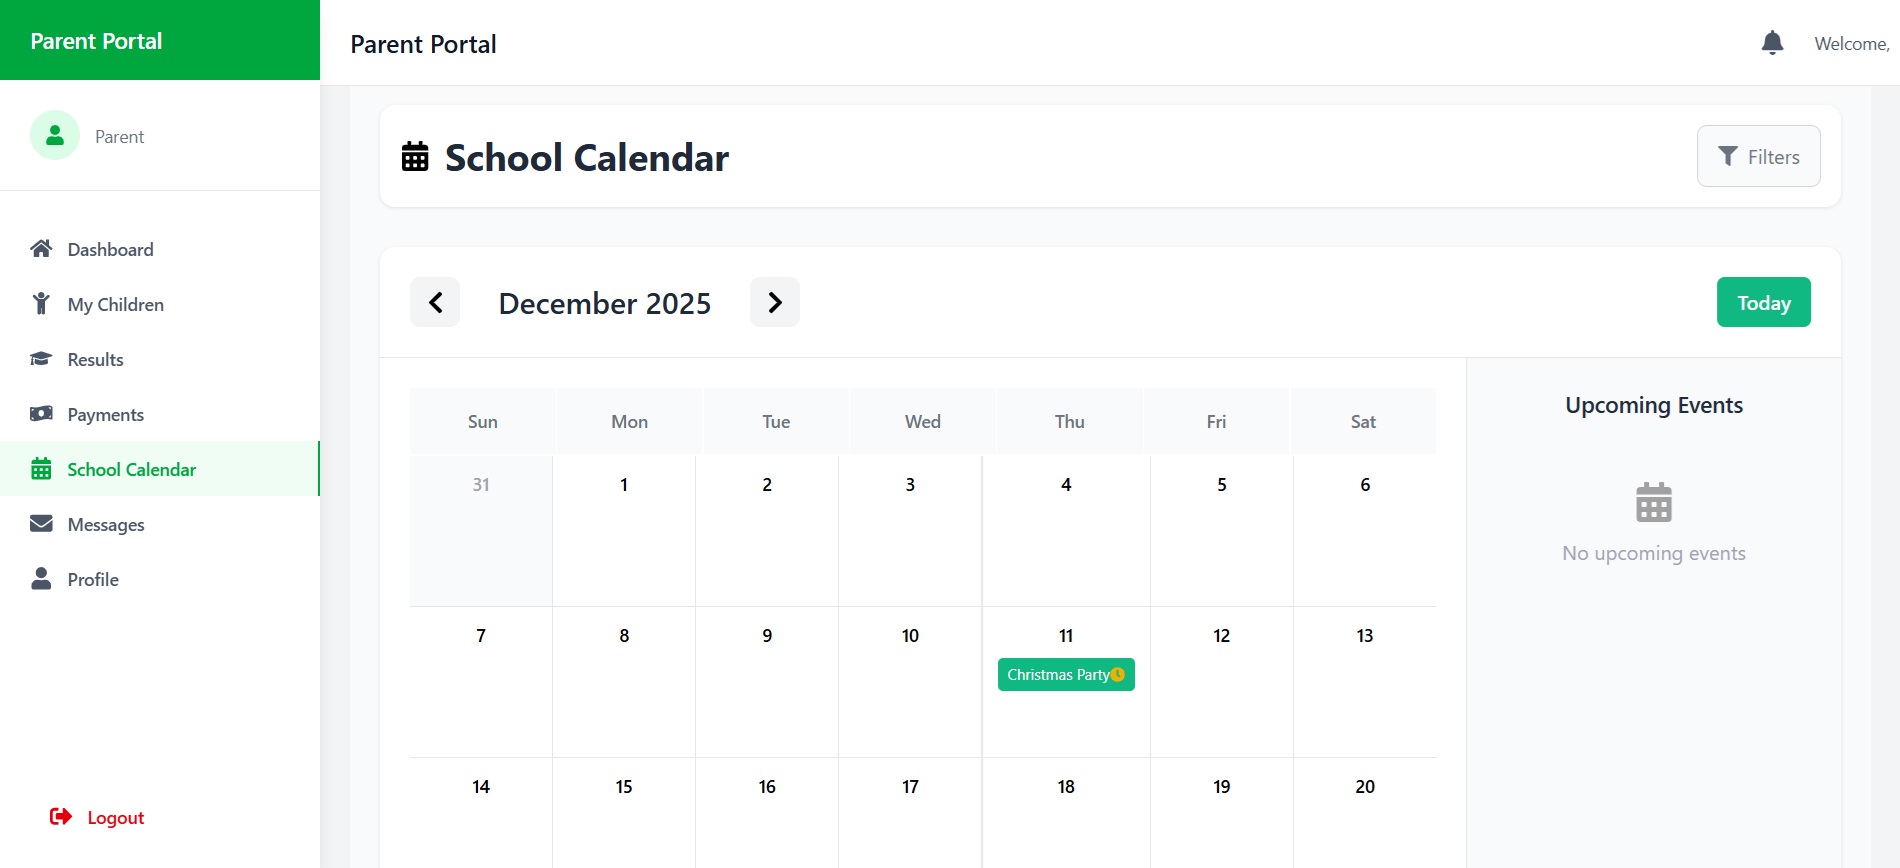 Parent Portal
Parent Portal
Welcome,
Parent
Dashboard
My Children
Results
Payments
School Calendar
Messages
Profile
Logout
School Calendar
Filters
December 2025
Today
Sun Mon Tue Wed Thu Fri Sat
31 1 2 3 4 5 6
7 8 9 10 11 12 13
Christmas Party
14 15 16 17 18 19 20
Upcoming Events
No upcoming events